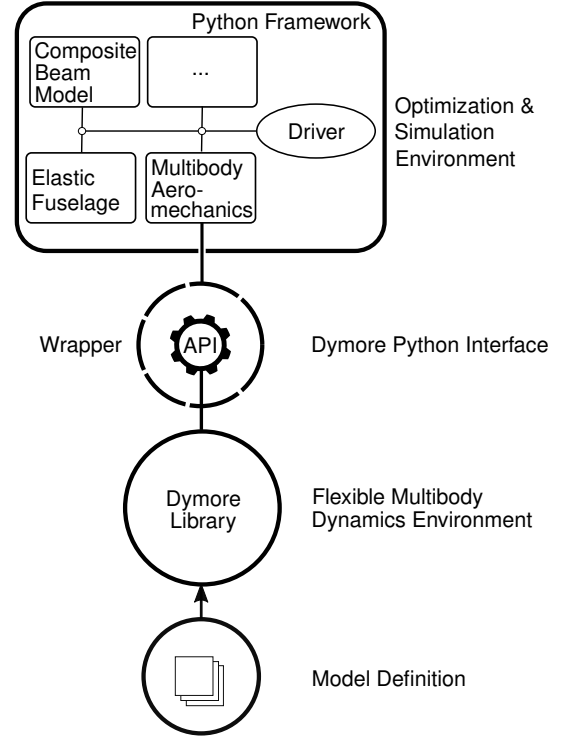 Python Framework
Composite
Beam
Model
...
Driver
Elastic
Fuselage
Multibody
Aero-
mechanics
Optimization &
Simulation
Environment
Wrapper
API
Dymore Python Interface
Dymore
Library
Flexible Multibody
Dynamics Environment
Model Definition